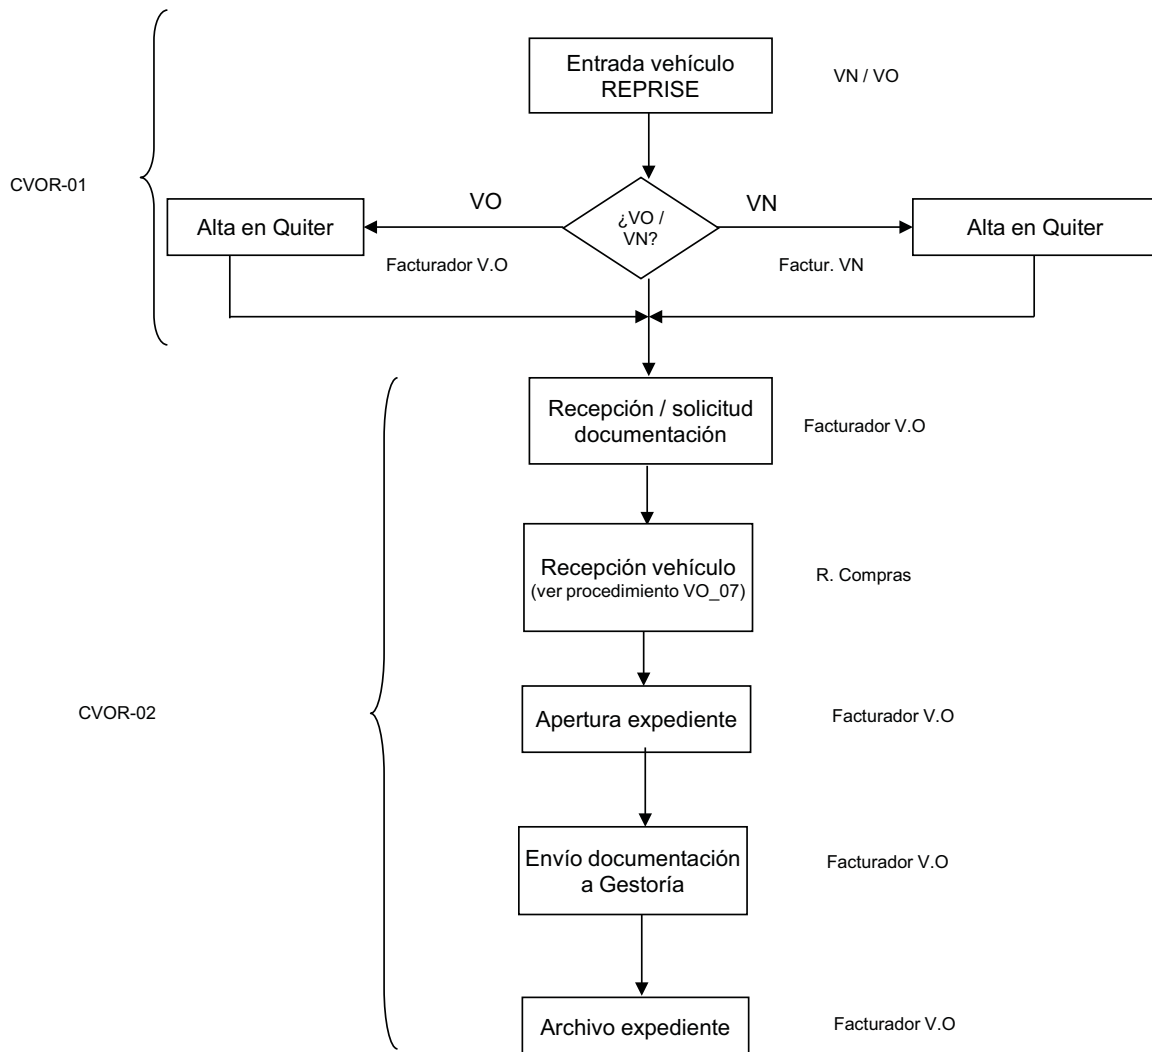 Entrada vehículo
REPRISE
VN / VO
CVOR-01
VO
VN
¿VO /
VN?
Alta en Quiter
Alta en Quiter
Facturador V.O
Factur. VN
Recepción / solicitud
documentación
Facturador V.O
Recepción vehículo
(ver procedimiento VO_07)
R. Compras
CVOR-02
Apertura expediente
Facturador V.O
Envío documentación
a Gestoría
Facturador V.O
Archivo expediente
Facturador V.O